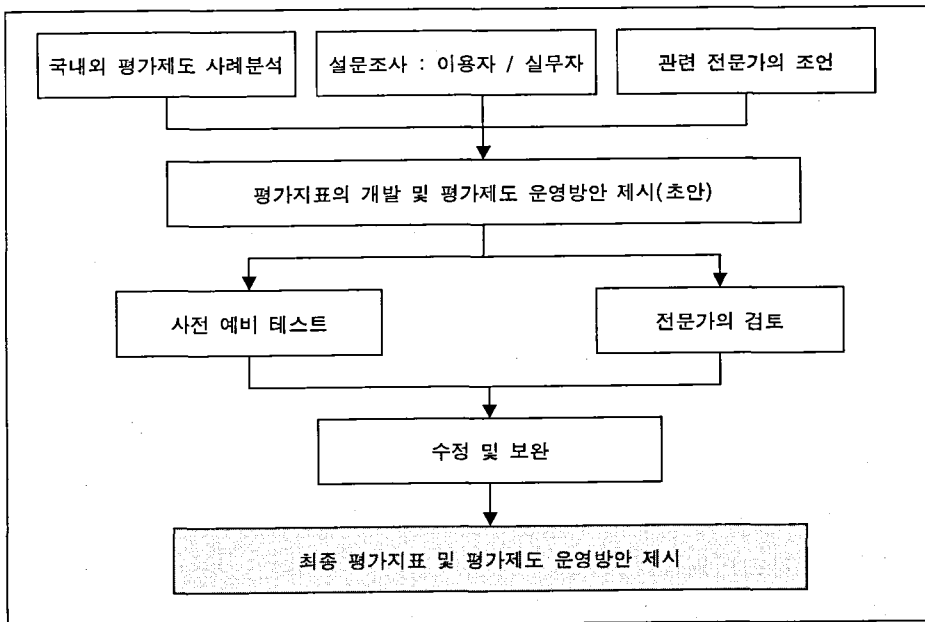 국내외 평가제도 사례분석
설문조사 : 이용자 / 실무자
관련 전문가의 조언
평가지표의 개발 및 평가제도 운영방안 제시(초안)
사전 예비 테스트
전문가의 검토
수정 및 보완
최종 평가지표 및 평가제도 운영방안 제시